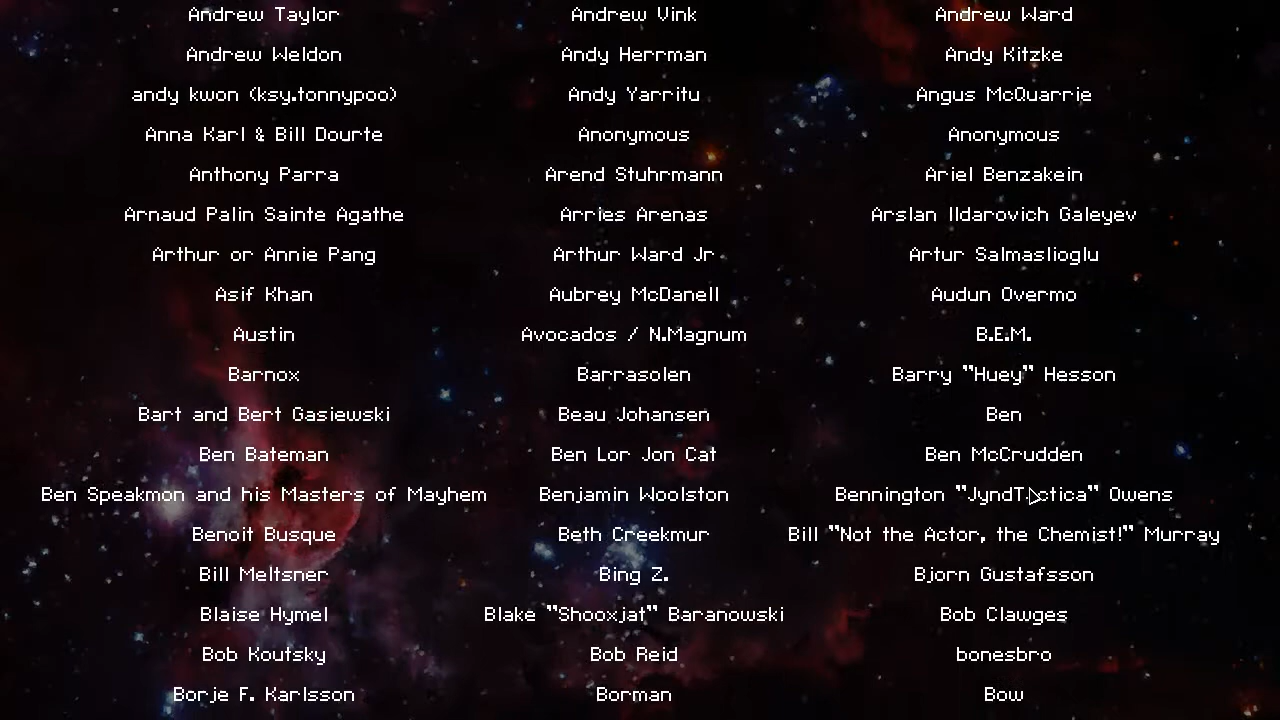 Andrew Taylor Andrew Vink Andrew Ward
Andrew Weldon Andy Herrman Andy Kitzke
andy kwon (ksy.tonnypoo) Andy Yarritu Angus McQuarrie
Anna Karl & Bill Dourte Anonymous Anonymous
Anthony Parra Arend Stuhrmann Ariel Benzakein
Arnaud Palin Sainte Agathe Arries Arenas Arslan Ildarovich Galeyev
Arthur or Annie Pang Arthur Ward Jr Artur Salmaslioglu
Asif Khan Aubrey McDanell Audun Overmo
Austin Avocados / N.Magnum B.E.M.
Barnox Barrasolen Barry "Huey" Hesson
Bart and Bert Gasiewski Beau Johansen Ben
Ben Bateman Ben Lor Jon Cat Ben McCrudden
Ben Speakmon and his Masters of Mayhem Benjamin Woolston Bennington Owens
Benoit Busque Beth Creekmur Bill "Not the Actor, the Chemist!" Murray
Bill Meltsner Bing Z. Bjorn Gustafsson
Blaise Hymel Blake "Shooxjat" Baranowski Bob Clawges
Bob Koutsky Bob Reid bonesbro
Borje F. Karlsson Borman Bow